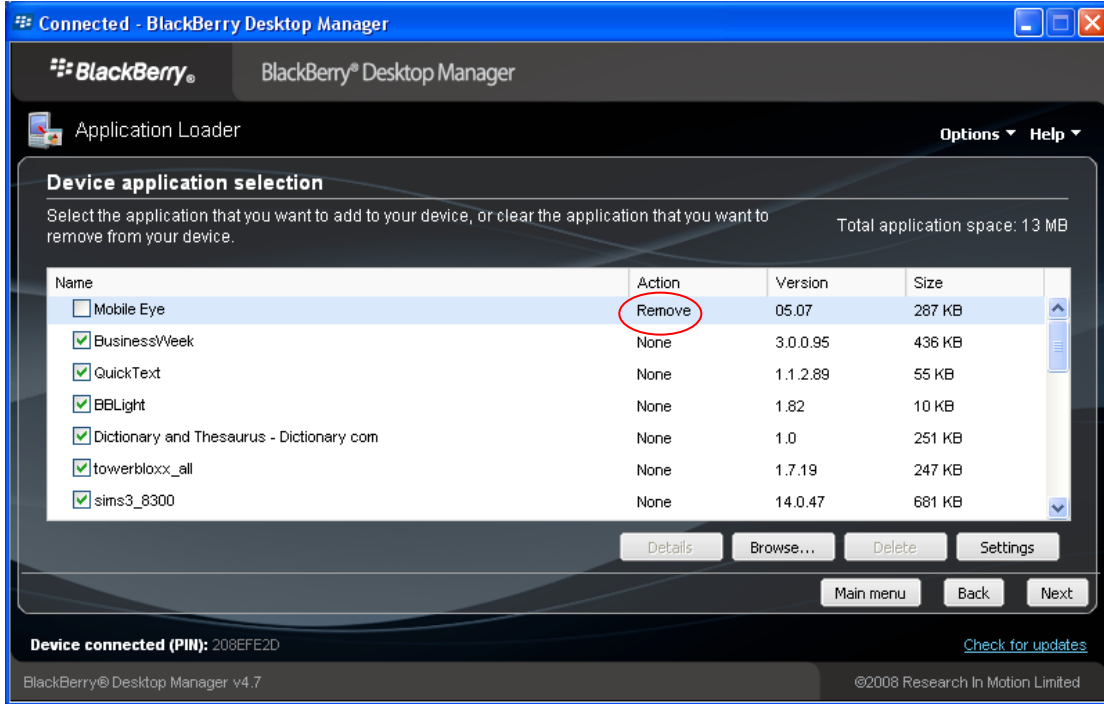 Connected - BlackBerry Desktop Manager
BlackBerry® BlackBerry® Desktop Manager
Application Loader Options Help
Device application selection
Select the application that you want to add to your device, or clear the application that you want to
remove from your device.
Total application space: 13 MB
Name Action Version Size
Mobile Eye Remove 05.07 287 KB
BusinessWeek None 3.0.0.95 436 KB
QuickText None 1.1.2.89 55 KB
BBLight None 1.82 10 KB
Dictionary and Thesaurus - Dictionary com None 1.0 251 KB
towerbloxx_all None 1.7.19 247 KB
sims3_8300 None 14.0.47 681 KB
Details Browse... Delete Settings
Main menu Back Next
Device connected (PIN): 208EFE2D Check for updates
BlackBerry® Desktop Manager v4.7 ©2008 Research In Motion Limited